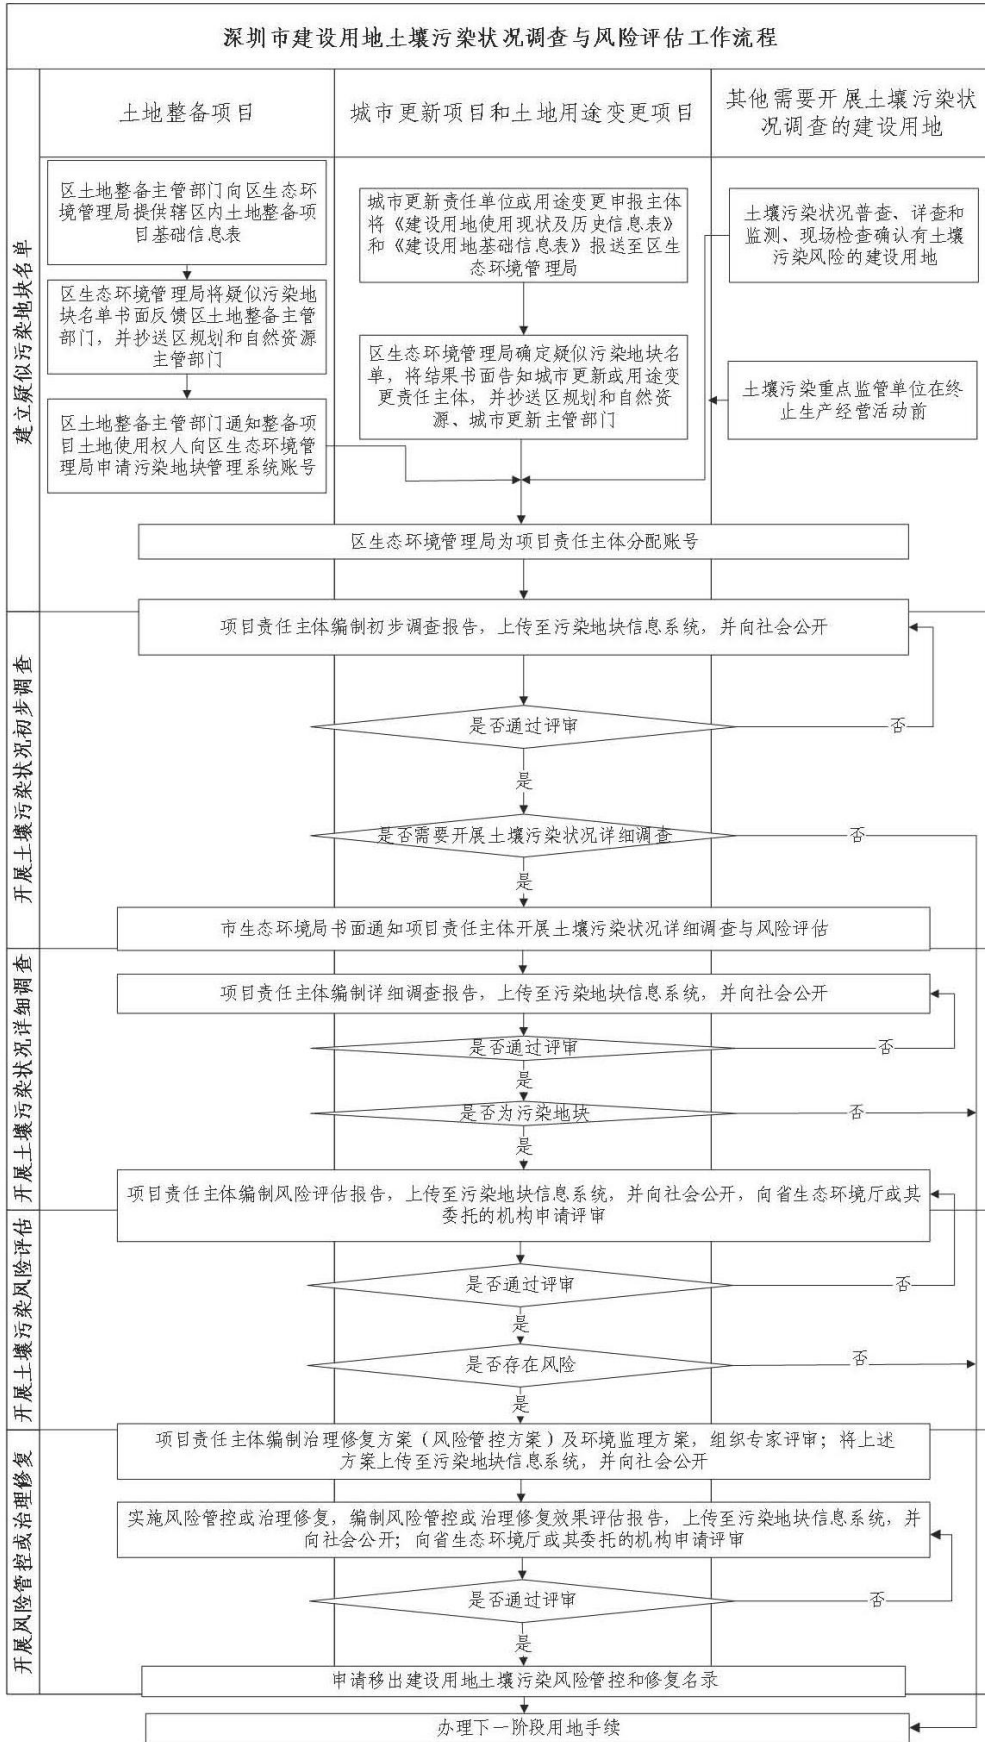 深圳市建设用地土壤污染状况调查与风险评估工作流程
土地整备项目
城市更新项目和土地用途变更项目
其他需要开展土壤污染状
况调查的建设用地
建立疑似污染地块名单
区土地整备主管部门向区生态环
境管理局提供辖区内土地整备项
目基础信息表
区生态环境管理局将疑似污染地
块名单书面反馈区土地整备主管
部门，并抄送区规划和自然资源
主管部门
区土地整备主管部门通知整备项
目土地使用权人向区生态环境管
理局申请污染地块管理系统账号
城市更新责任单位或用途变更申报主体
将《建设用地使用现状及历史信息表》
和《建设用地基础信息表》报送至区生
态环境管理局
区生态环境管理局确定疑似污染地块名
单，将结果书面告知城市更新或用途变
更责任主体，并抄送区规划和自然资
源、城市更新主管部门
土壤污染状况普查、详查和
监测、现场检查确认有土壤
污染风险的建设用地
土壤污染重点监管单位在终
止生产经营活动前
区生态环境管理局为项目责任主体分配账号
开展土壤污染状况初步调查
项目责任主体编制初步调查报告，上传至污染地块信息系统，并向社会公开
是否通过评审
否
是
是否需要开展土壤污染状况详细调查
否
是
市生态环境局书面通知项目责任主体开展土壤污染状况详细调查与风险评估
开展土壤污染状况详细调查
项目责任主体编制详细调查报告，上传至污染地块信息系统，并向社会公开
是否通过评审
否
是
是否为污染地块
否
是
项目责任主体编制风险评估报告，上传至污染地块信息系统，并向社会公开，向省生态环境厅或其
委托的机构申请评审
开展土壤污染风险评估
是否通过评审
否
是
是否存在风险
否
是
开展风险管控或治理修复
项目责任主体编制治理修复方案（风险管控方案）及环境监理方案，组织专家评审；将上述
方案上传至污染地块信息系统，并向社会公开
实施风险管控或治理修复，编制风险管控或治理修复效果评估报告，上传至污染地块信息系统，并
向社会公开；向省生态环境厅或其委托的机构申请评审
是否通过评审
否
是
申请移出建设用地土壤污染风险管控和修复名录
办理下一阶段用地手续